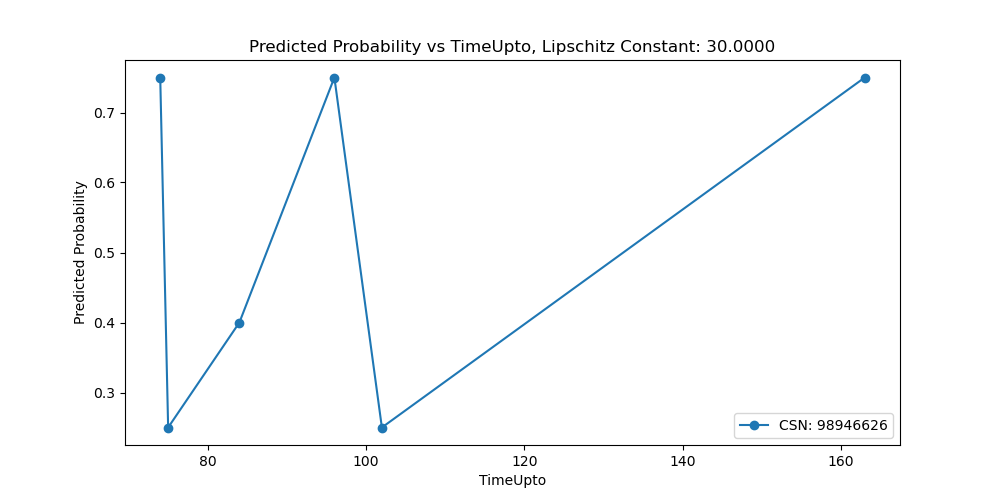 Predicted Probability vs TimeUpto, Lipschitz Constant: 30.0000
Predicted Probability
0.7
0.6
0.5
0.4
0.3
CSN: 98946626
80
100
120
140
160
TimeUpto